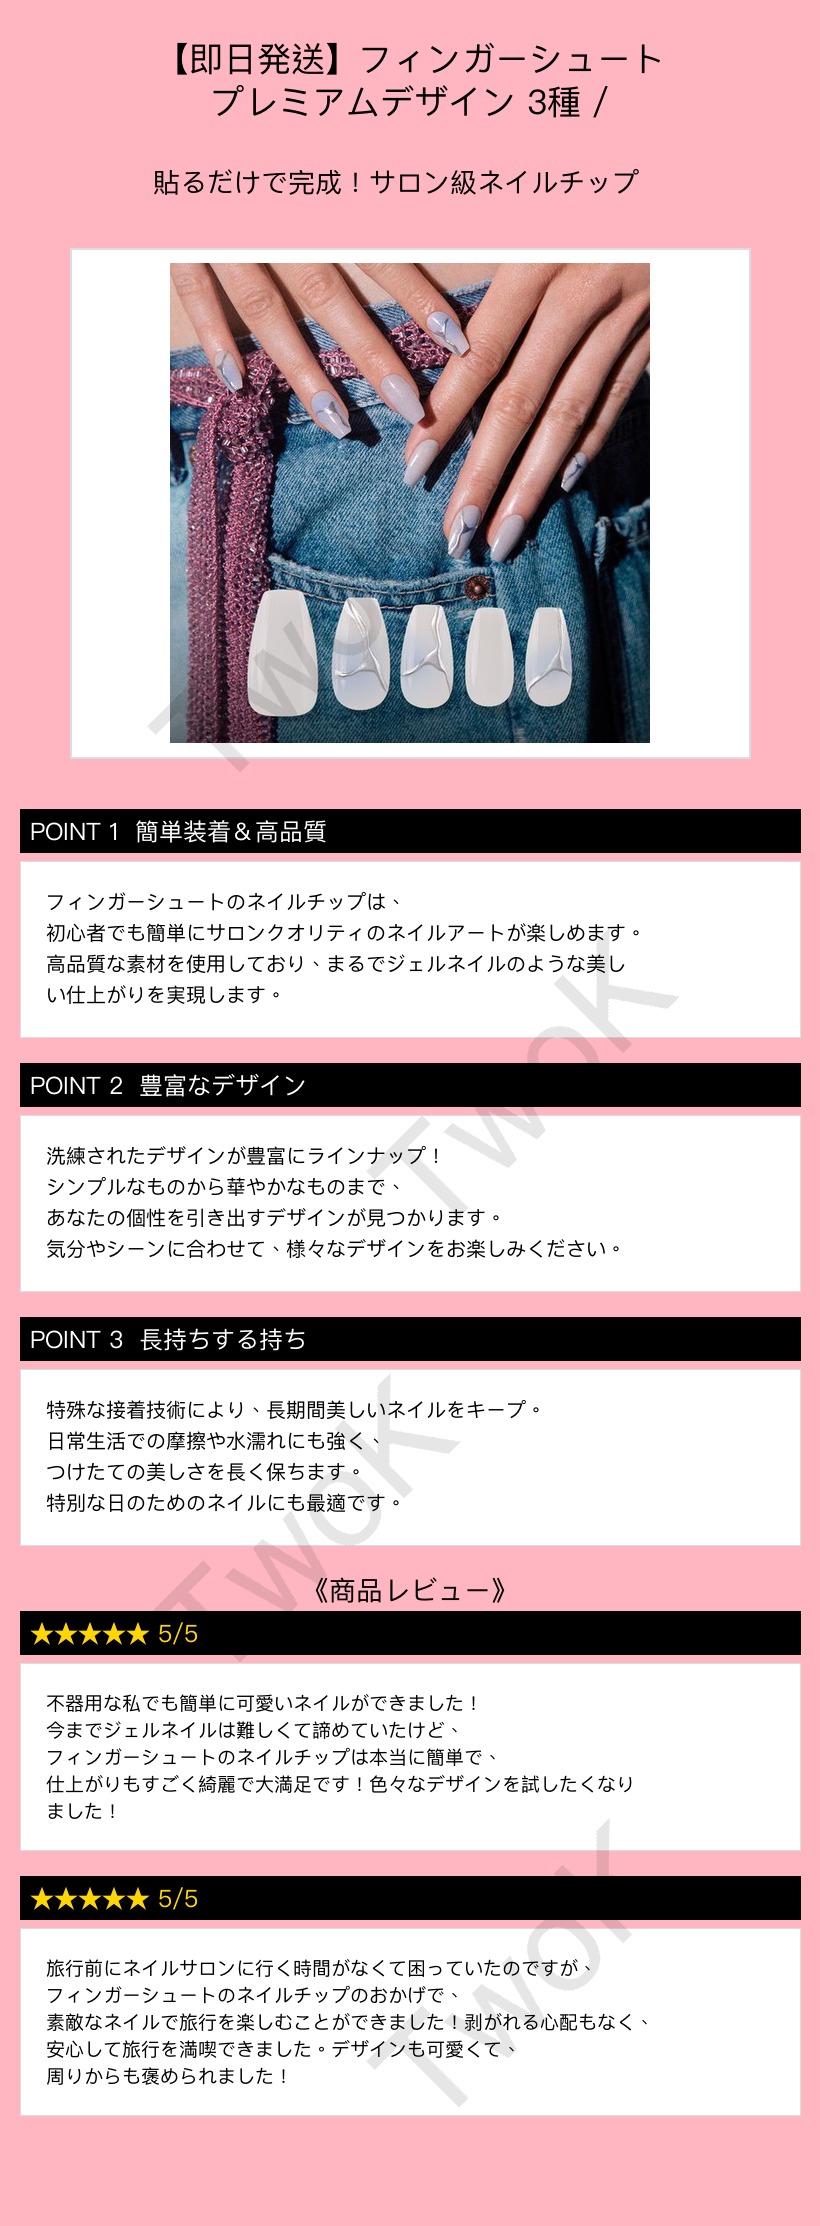 【即日発送】フィンガーシュート
プレミアムデザイン 3種 /
貼るだけで完成！サロン級ネイルチップ
TwoK
POINT 1 簡単装着＆高品質
フィンガーシュートのネイルチップは、
初心者でも簡単にサロンクオリティのネイルアートが楽しめます。
高品質な素材を使用しており、まるでジェルネイルのような美し
い仕上がりを実現します。
TwoK
POINT 2 豊富なデザイン
洗練されたデザインが豊富にラインナップ！
シンプルなものから華やかなものまで、
あなたの個性を引き出すデザインが見つかります。
気分やシーンに合わせて、様々なデザインをお楽しみください。
POINT 3 長持ちする持ち
特殊な接着技術により、長期間美しいネイルをキープ。
日常生活での摩擦や水濡れにも強く、
つけたての美しさを長く保ちます。
特別な日のためのネイルにも最適です。
TwoK
《商品レビュー》
★★★★★ 5/5
不器用な私でも簡単に可愛いネイルができました！
今までジェルネイルは難しくて諦めていたけど、
フィンガーシュートのネイルチップは本当に簡単で、
仕上がりもすごく綺麗で大満足です！色々なデザインを試したくなり
ました！
★★★★★ 5/5
旅行前にネイルサロンに行く時間がなくて困っていたのですが、
フィンガーシュートのネイルチップのおかげで、
素敵なネイルで旅行を楽しむことができました！剥がれる心配もなく、
安心して旅行を満喫できました。デザインも可愛くて、
周りからも褒められました！
TwoK